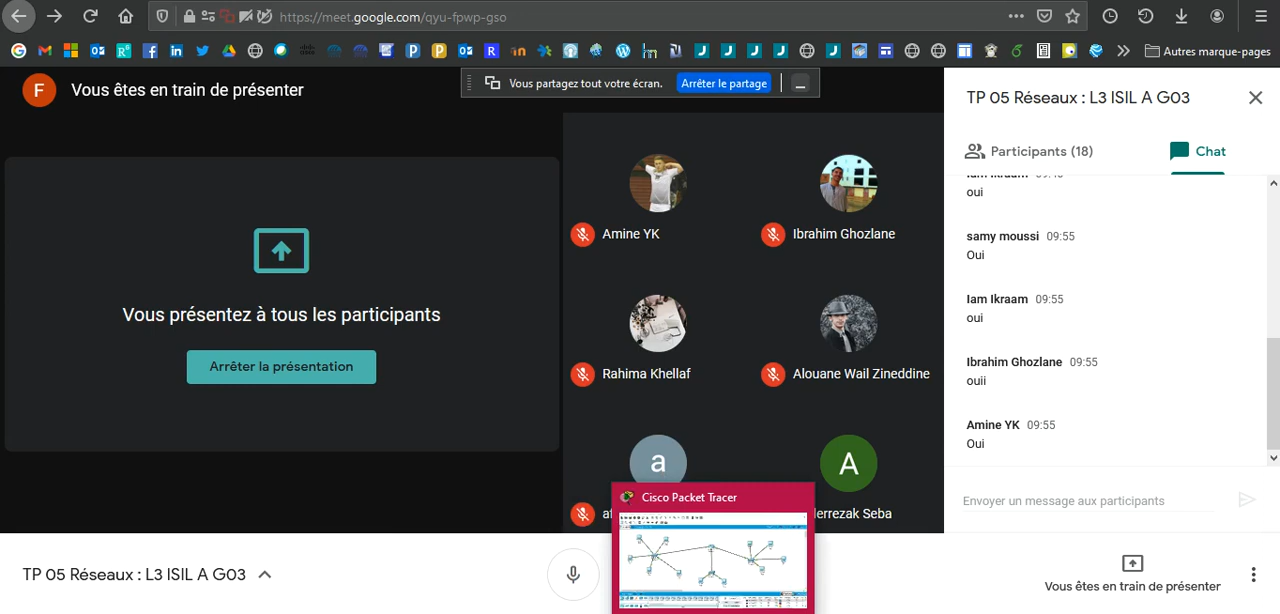 https://meet.google.com/qyu-fpwp-gso
Autres marque-pages
F
Vous êtes en train de présenter
Vous partagez tout votre écran.
Arrêter le partage
Vous présentez à tous les participants
Arrêter la présentation
Amine YK
Ibrahim Ghozlane
Rahima Khellaf
Alouane Wail Zineddine
a
A
errezak Seba
Cisco Packet Tracer
TP 05 Réseaux : L3 ISIL A G03
Participants (18)
Chat
Iam Ikraam
oui
samy moussi 09:55
Oui
Iam Ikraam 09:55
oui
Ibrahim Ghozlane 09:55
ouii
Amine YK 09:55
Oui
Envoyer un message aux participants
TP 05 Réseaux : L3 ISIL A G03
Vous êtes en train de présenter